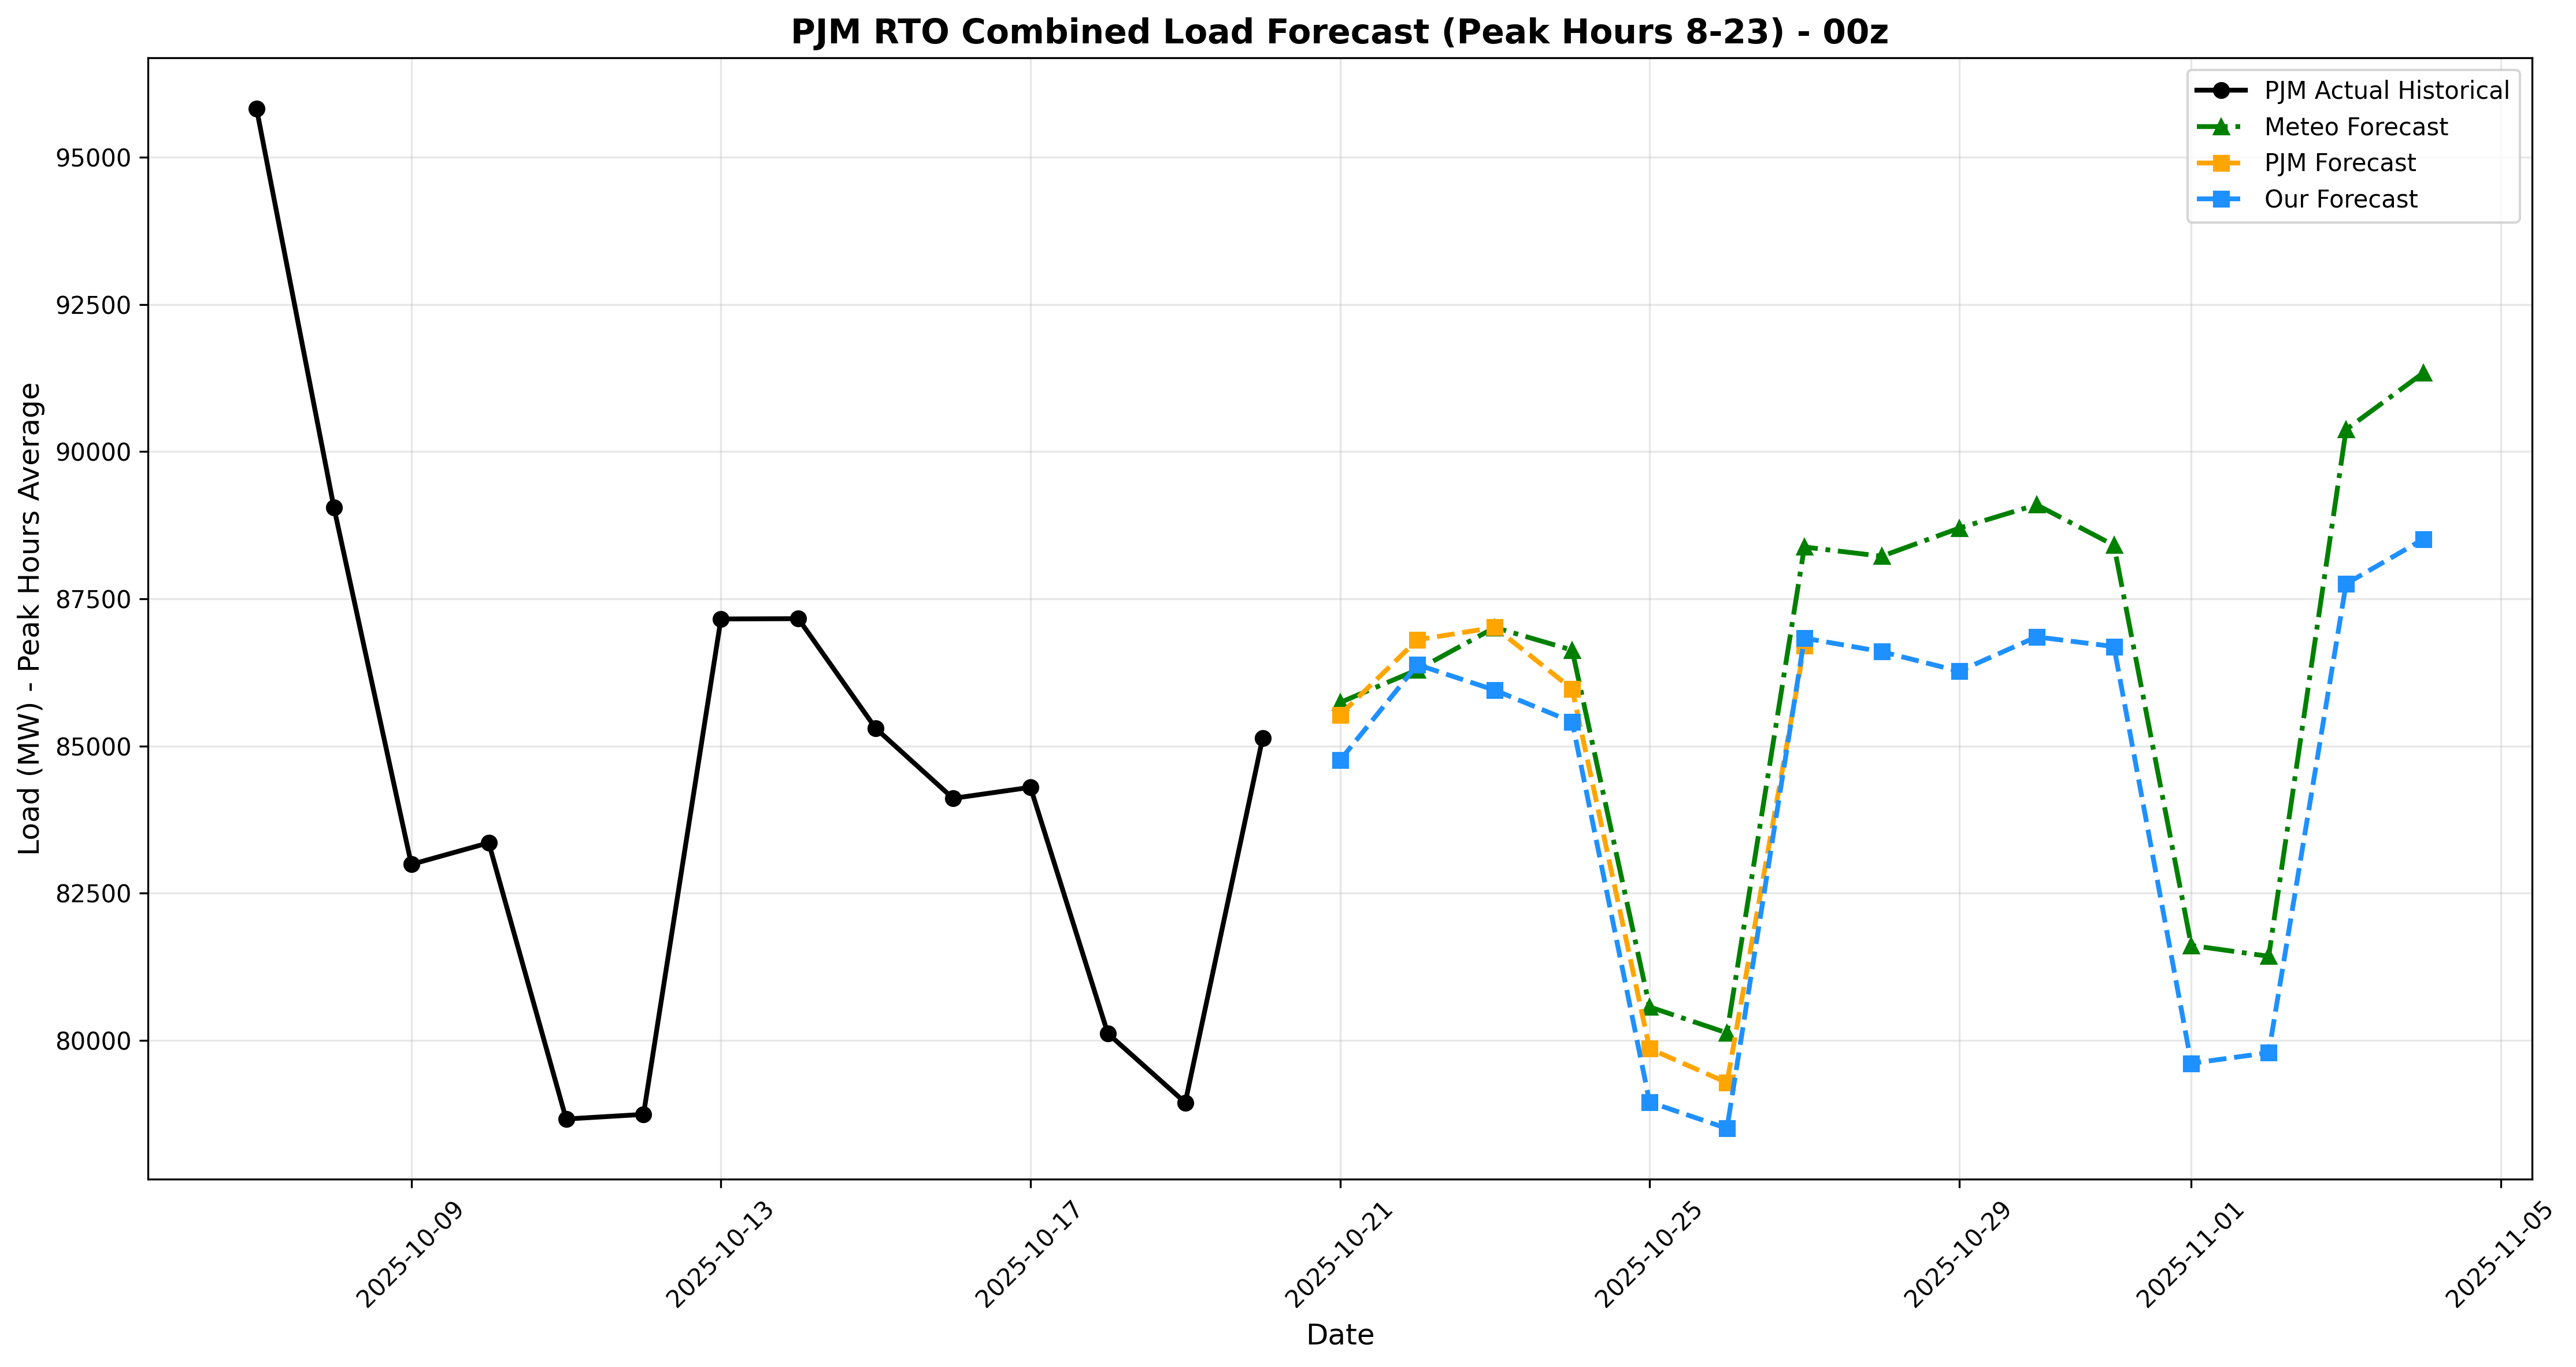 PJM RTO Combined Load Forecast (Peak Hours 8-23) - 00z
PJM Actual Historical
Meteo Forecast
PJM Forecast
Our Forecast
Load (MW) - Peak Hours Average
95000
92500
90000
87500
85000
82500
80000
2025-10-09
2025-10-13
2025-10-17
2025-10-21
2025-10-25
2025-10-29
2025-11-01
2025-11-05
Date